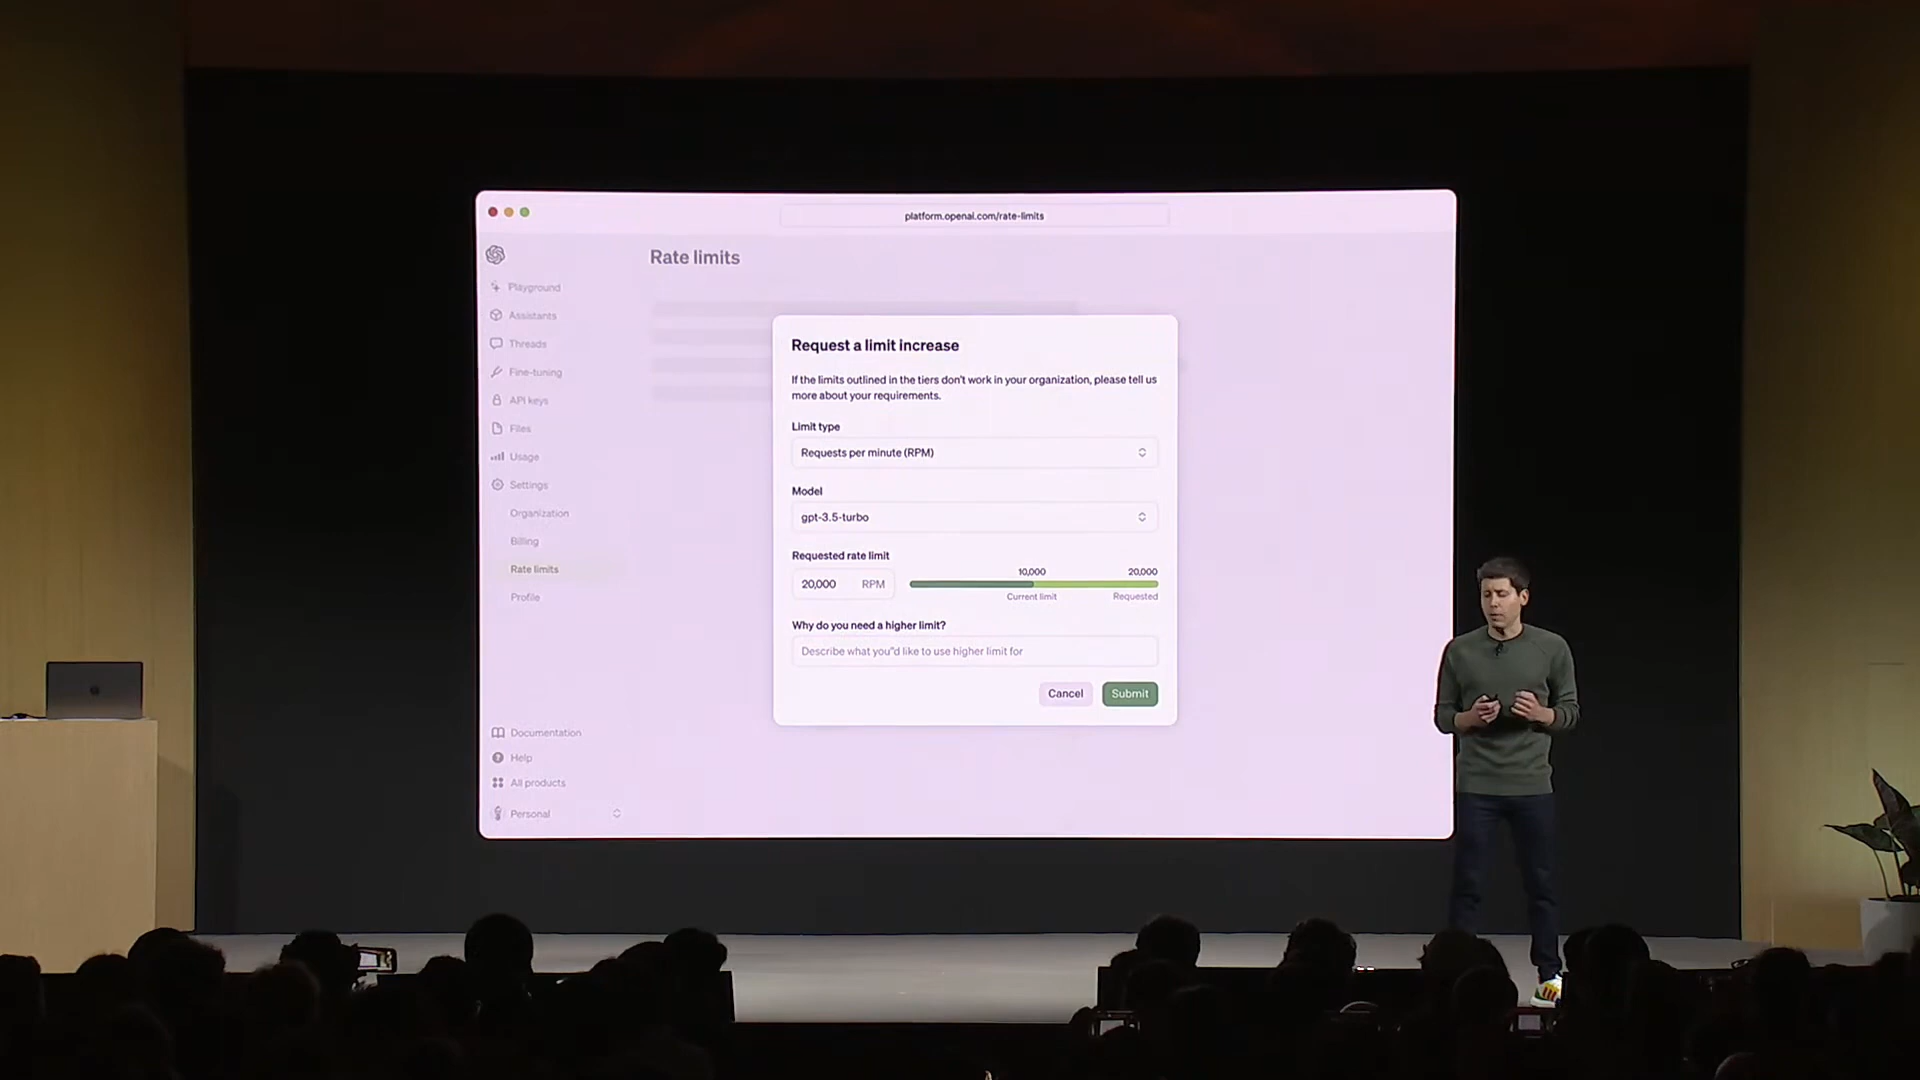 platform.openai.com/rate-limits
Rate limits
Playground
Assistants
Threads
Fine-tuning
API keys
Files
Usage
Settings
Organization
Billing
Rate limits
Profile
Documentation
Help
All products
Personal
Request a limit increase
If the limits outlined in the tiers don't work in your organization, please tell us
more about your requirements.
Limit type
Requests per minute (RPM)
Model
gpt-3.5-turbo
Requested rate limit
20,000 RPM
10,000 20,000
Current limit Requested
Why do you need a higher limit?
Describe what you"d like to use higher limit for
Cancel Submit